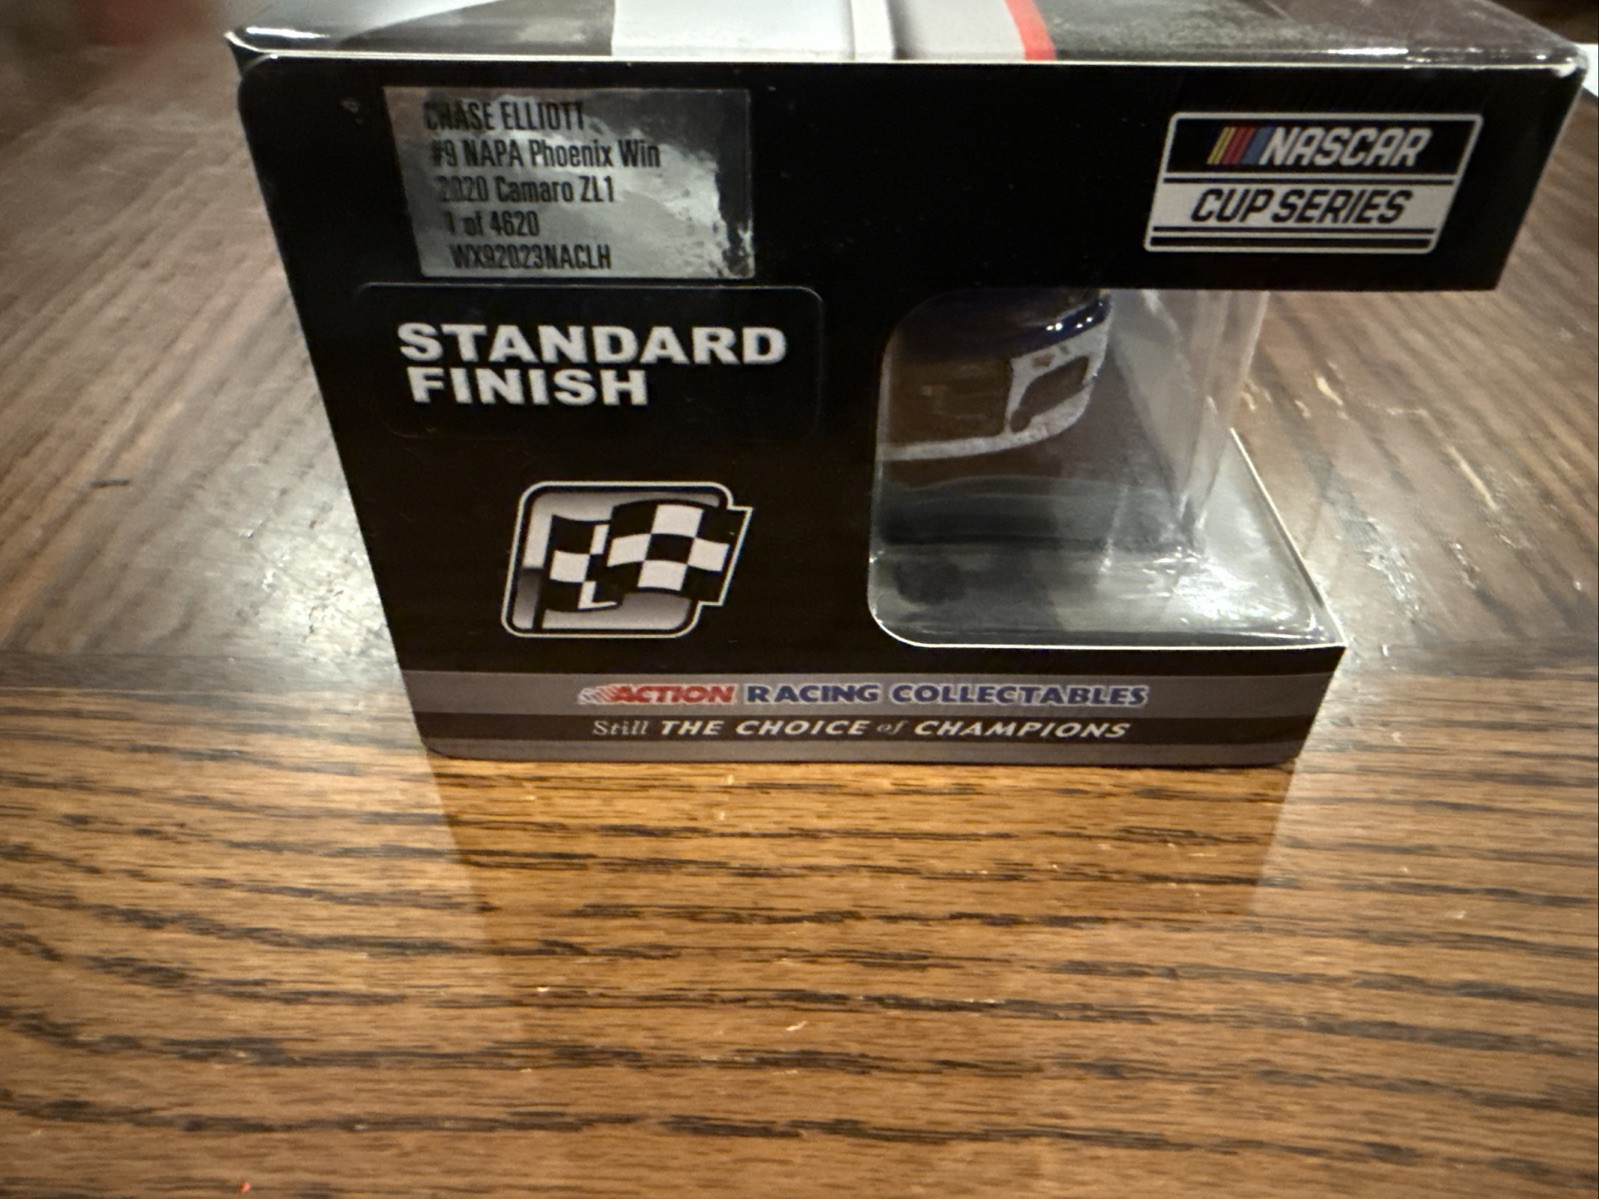 CHASE ELLIOTT
#9 NAPA Phoenix Win
2020 Camaro ZL1
1 of 4620
WX92023NACLH
NASCAR
CUP SERIES
STANDARD
FINISH
ACTION RACING COLLECTABLES
Still THE CHOICE of CHAMPIONS